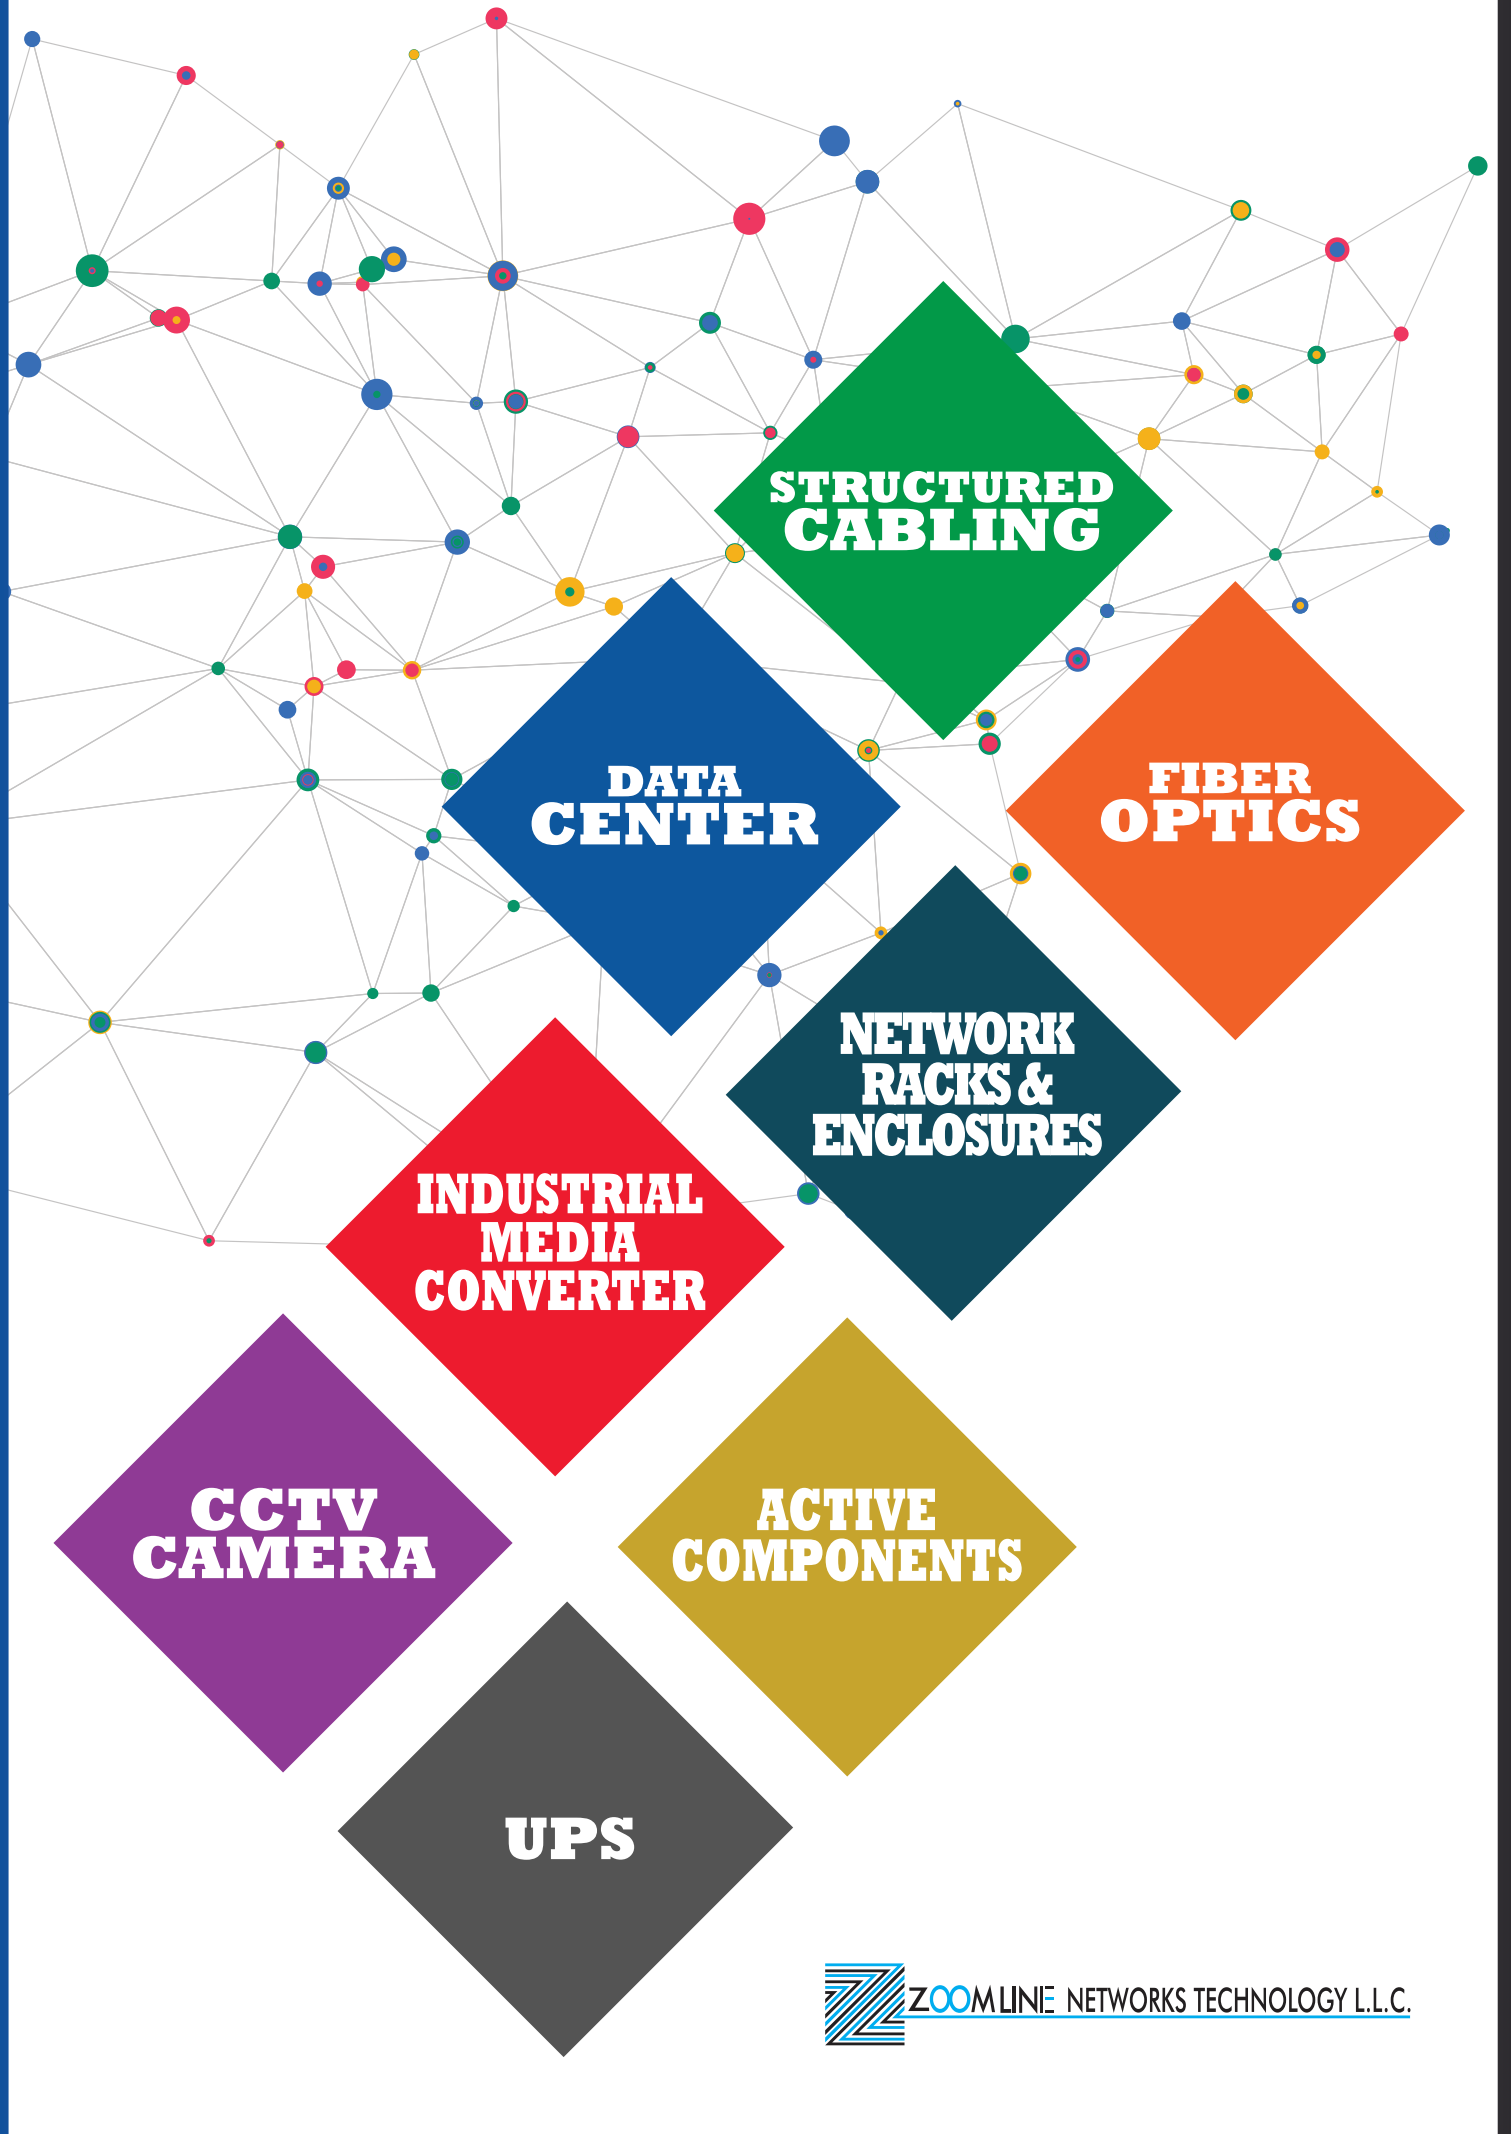 STRUCTURED
CABLING
DATA
CENTER
FIBER
OPTICS
NETWORK
RACKS &
ENCLOSURES
INDUSTRIAL
MEDIA
CONVERTER
CCTV
CAMERA
ACTIVE
COMPONENTS
UPS
ZOOMLINE NETWORKS TECHNOLOGY L.L.C.